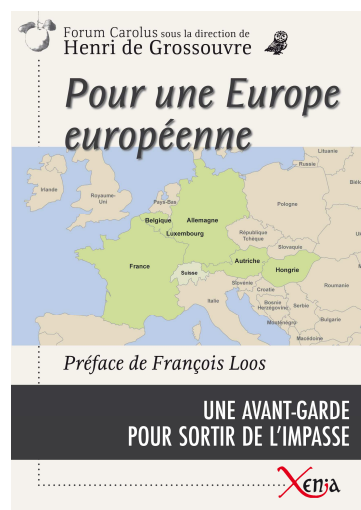 Forum Carolus sous la direction de
Henri de Grossouvre
Pour une Europe
européenne
Lituanie
Russie
Irlande
Royaume-
Uni
Pays-Bas
Pologne
Belgique
Allemagne
Luxembourg
République
Tchèque
Slovaquie
France
Suisse
Autriche
Hongrie
Slovénie
Croatie
Roumanie
Italie
Bosnie
Herzégovine
Serbie
Monténégro
Bulgarie
Macédoine
Préface de François Loos
UNE AVANT-GARDE
POUR SORTIR DE L’IMPASSE
Xenia